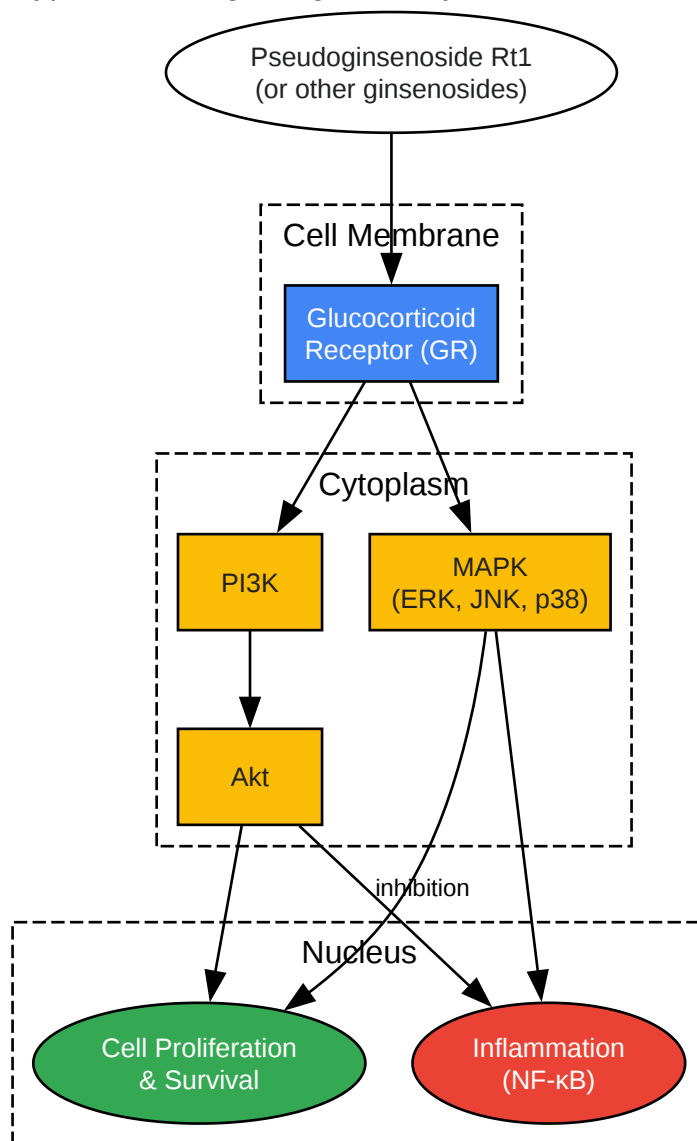 Pseudoginsenoside Rt1
(or other ginsenosides)
Cell Membrane
Glucocorticoid
Receptor (GR)
Cytoplasm
PI3K
MAPK
(ERK, JNK, p38)
Akt
inhibition
Nucleus
Cell Proliferation
& Survival
Inflammation
(NF-κB)